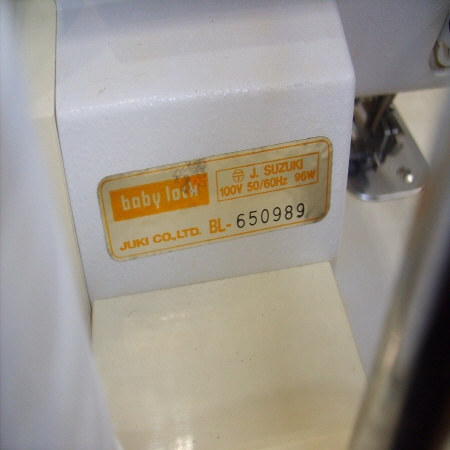 baby lock
J. SUZUKI
100V 50/60Hz 96W
JUKI CO.,LTD. BL-650989